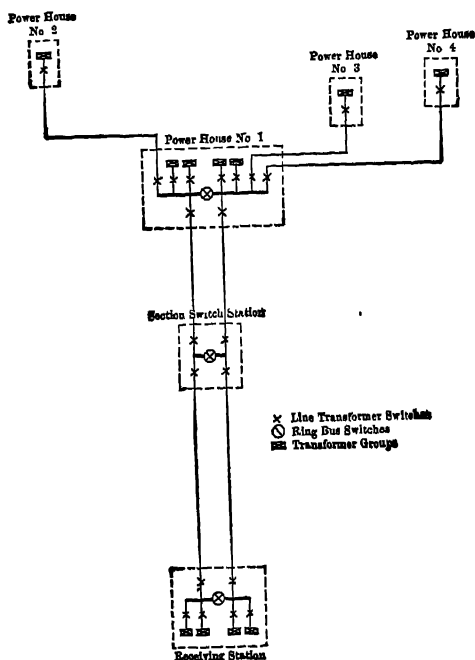 Power House
No 2
Power House
No 3
Power House
No 4
Power House No 1
Section Switch Station
Line Transformer Switches
Ring Bus Switches
Transformer Groups
Receiving Station